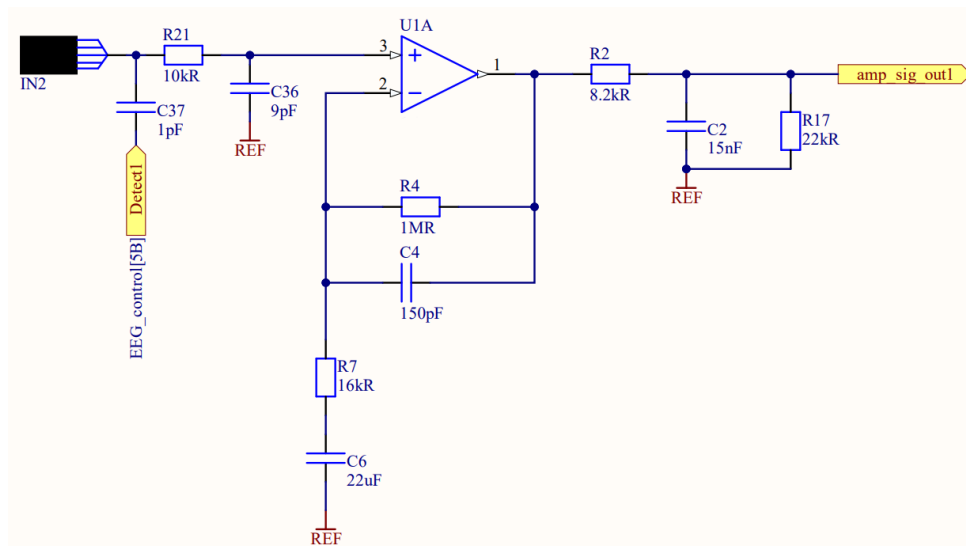 U1A
R21
10kR
IN2
3
2
1
C37
1pF
C36
9pF
REF
Detect1
EEG_control[5B]
R2
8.2kR
amp_sig_out1
C2
15nF
R17
22kR
REF
R4
1MR
C4
150pF
R7
16kR
C6
22uF
REF